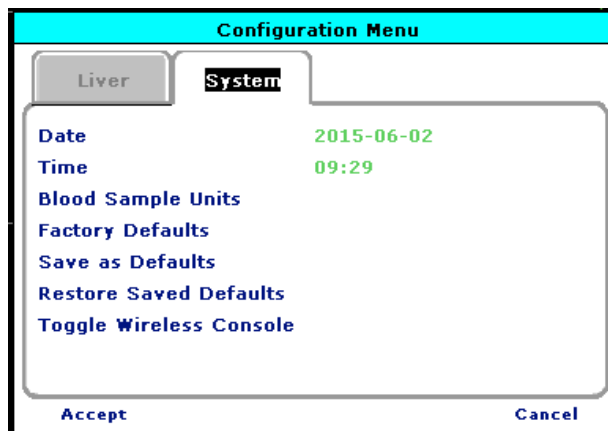 Configuration Menu
Liver System
Date 2015-06-02
Time 09:29
Blood Sample Units
Factory Defaults
Save as Defaults
Restore Saved Defaults
Toggle Wireless Console
Accept Cancel